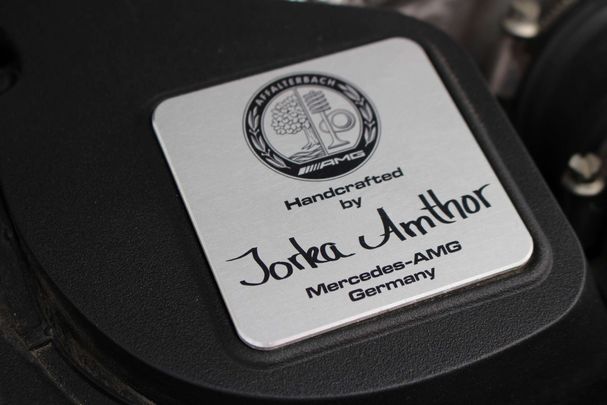 AFFALTERBACH
AMG
Handcrafted
by
Jorka Amthor
Mercedes-AMG
Germany